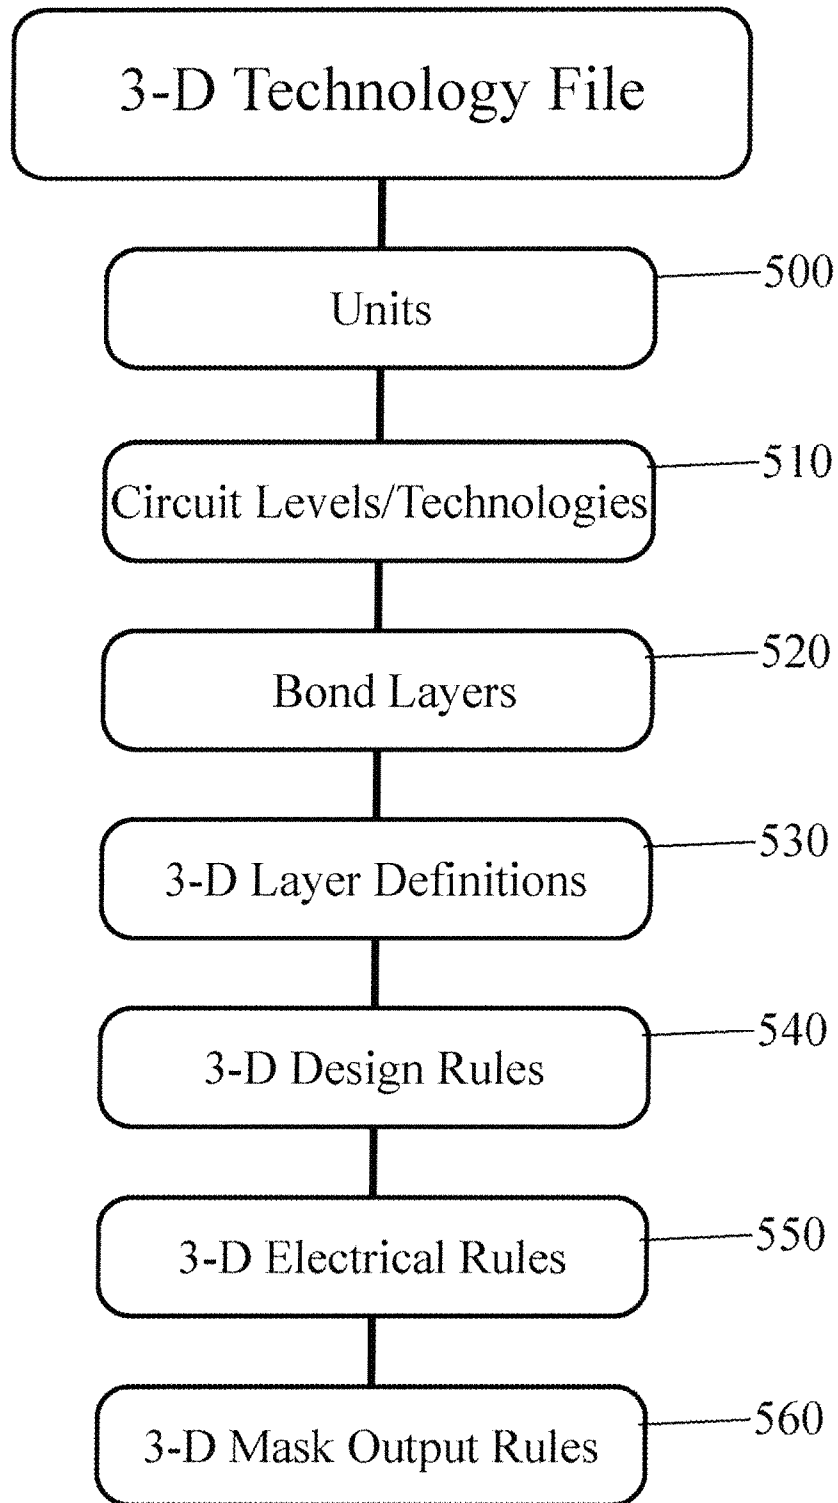 3-D Technology File
500
Units
510
Circuit Levels/Technologies
520
Bond Layers
530
3-D Layer Definitions
540
3-D Design Rules
550
3-D Electrical Rules
560
3-D Mask Output Rules